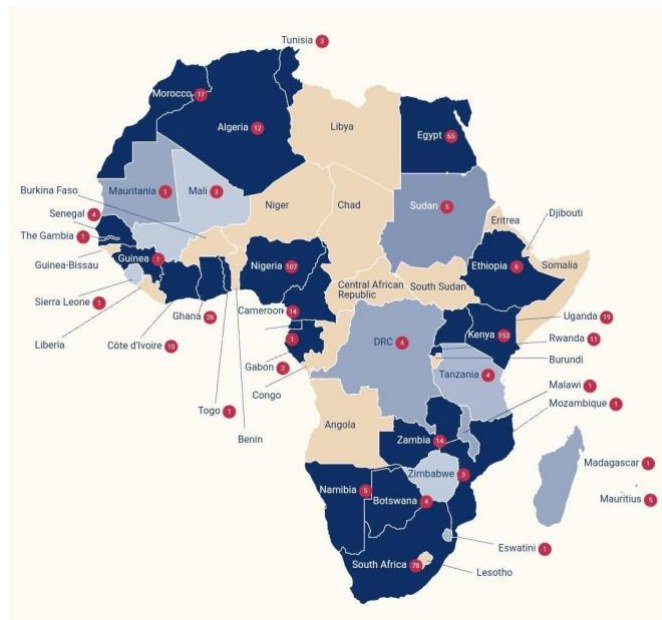 Tunisia 3
Morocco 17
Algeria 12
Libya
Egypt 65
Burkina Faso
Mauritania 1
Mali 3
Niger
Chad
Sudan 5
Eritrea
Djibouti
Senegal 4
The Gambia 1
Guinea 1
Nigeria 107
Ethiopia 6
Somalia
Guinea-Bissau
Central African
Republic
South Sudan
Sierra Leone 1
Ghana 36
Cameroon 14
Uganda 19
Liberia
Côte d'Ivoire 10
1
DRC 4
Kenya 153
Rwanda 11
Gabon 2
Burundi
Congo
Tanzania 4
Malawi 1
Togo 1
Mozambique 1
Benin
Angola
Zambia 14
Madagascar 1
Zimbabwe 3
Namibia 5
Botswana 4
Mauritius 5
Eswatini 1
South Africa 78
Lesotho